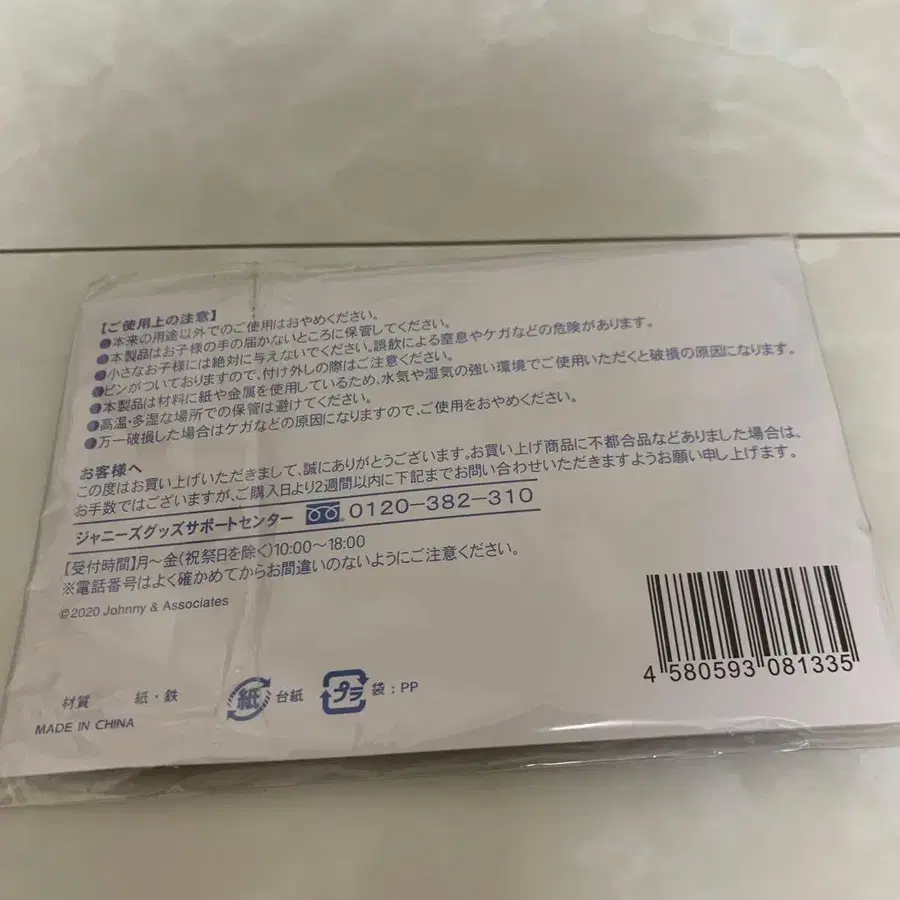 【ご使用上の注意】
●本来の用途以外でのご使用はおやめください。
●本製品はお子様の手の届かないところに保管してください。
●小さなお子様には絶対に与えないでください。誤飲による窒息やケガなどの危険があります。
●ピンがついておりますので、付け外しの際はご注意ください。
●本製品は材料に紙や金属を使用しているため、水気や湿気の強い環境でご使用いただくと破損の原因になります。
●高温・多湿な場所での保管は避けてください。
●万一破損した場合はケガなどの原因になりますので、ご使用をおやめください。
お客様へ
この度はお買い上げいただきまして、誠にありがとうございます。お買い上げ商品に不都合品などありました場合は、
お手数ではございますが、ご購入日より2週間以内に下記までお問い合わせいただきますようお願い申し上げます。
ジャニーズグッズサポートセンター 0120-382-310
【受付時間】月〜金(祝祭日を除く)10:00〜18:00
※電話番号はよく確かめてからお間違いのないようにご注意ください。
©2020 Johnny & Associates
4 580593 081335
材質 紙・鉄 紙 台紙 プラ 袋:PP
MADE IN CHINA